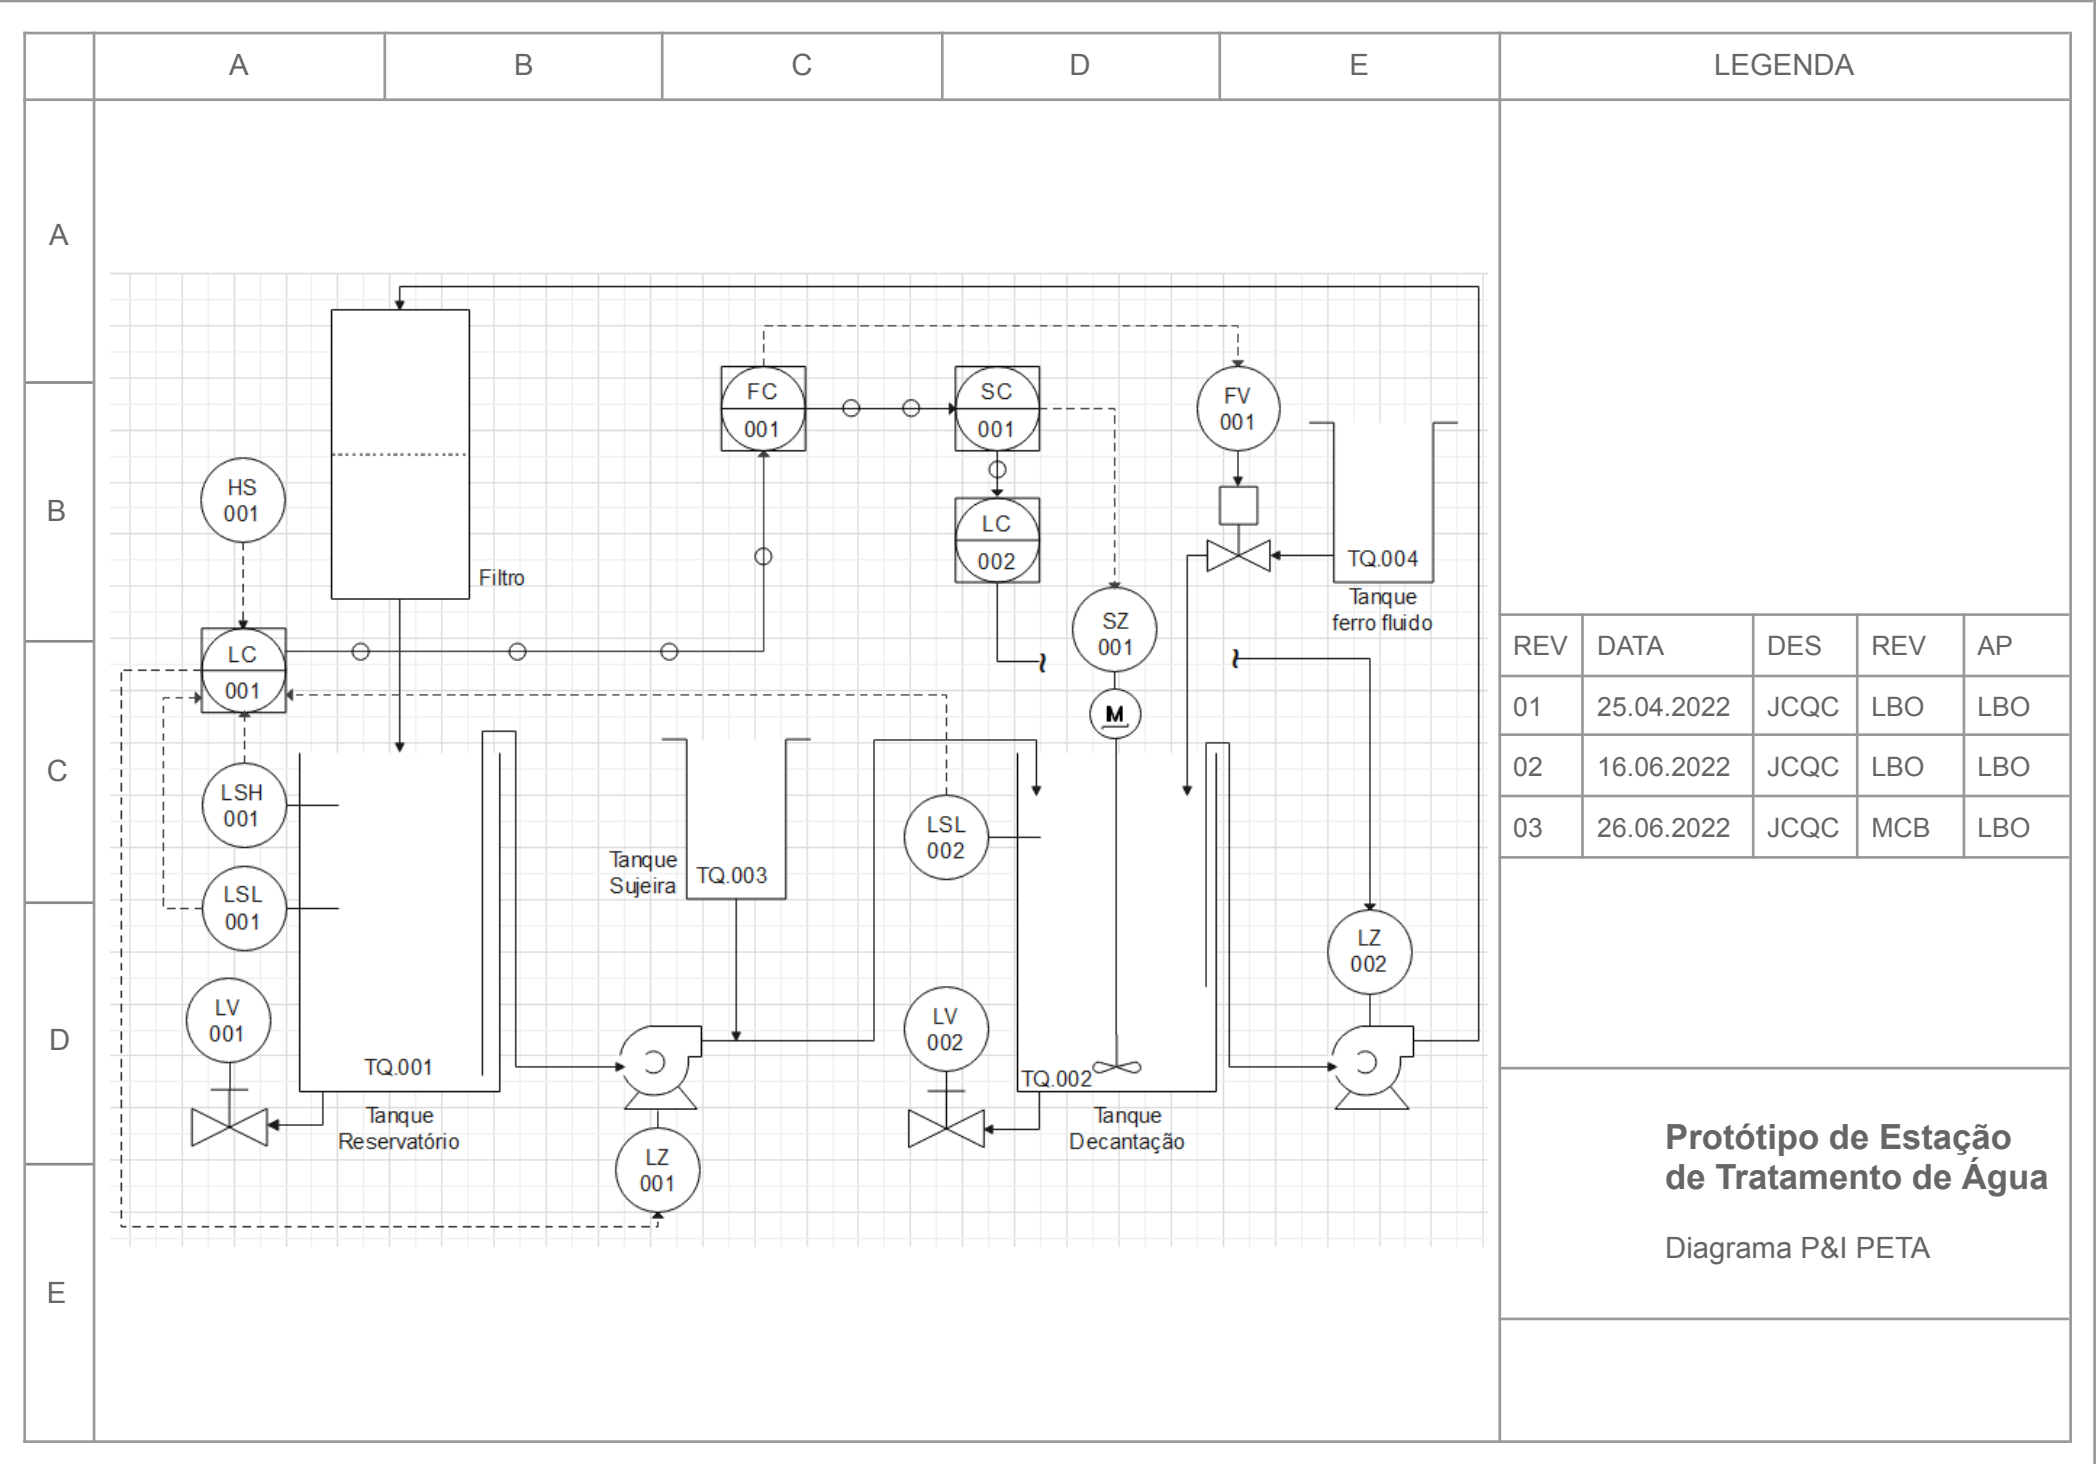 A B C D E LEGENDA
A
B
C
D
E
FC
001
SC
001
FV
001
HS
001
LC
002
TQ.004
Tanque
ferro fluido
Filtro
SZ
001
LC
001
M
LSH
001
LSL
002
Tanque
Sujeira
TQ.003
LSL
001
LZ
002
LV
001
LV
002
TQ.001
TQ.002
Tanque
Reservatório
Tanque
Decantação
LZ
001
REV DATA DES REV AP
01 25.04.2022 JCQC LBO LBO
02 16.06.2022 JCQC LBO LBO
03 26.06.2022 JCQC MCB LBO
Protótipo de Estação
de Tratamento de Água
Diagrama P&I PETA